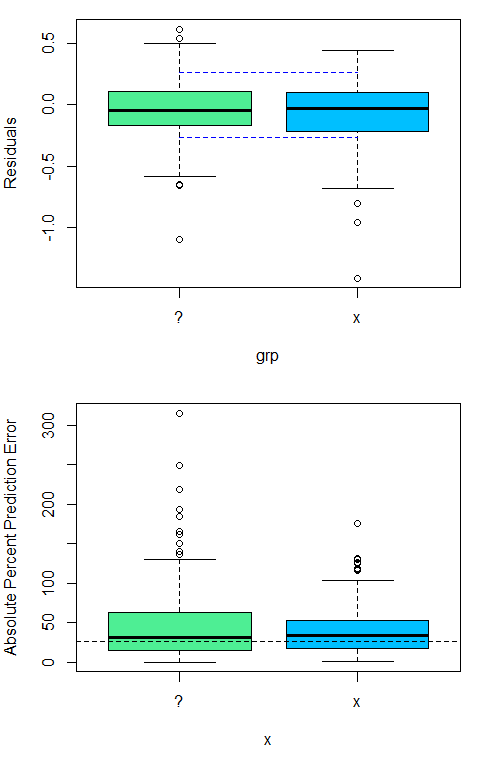 Residuals
0.5
0.0
-0.5
-1.0
?
x
grp
Absolute Percent Prediction Error
300
200
100
50
0
?
x
x